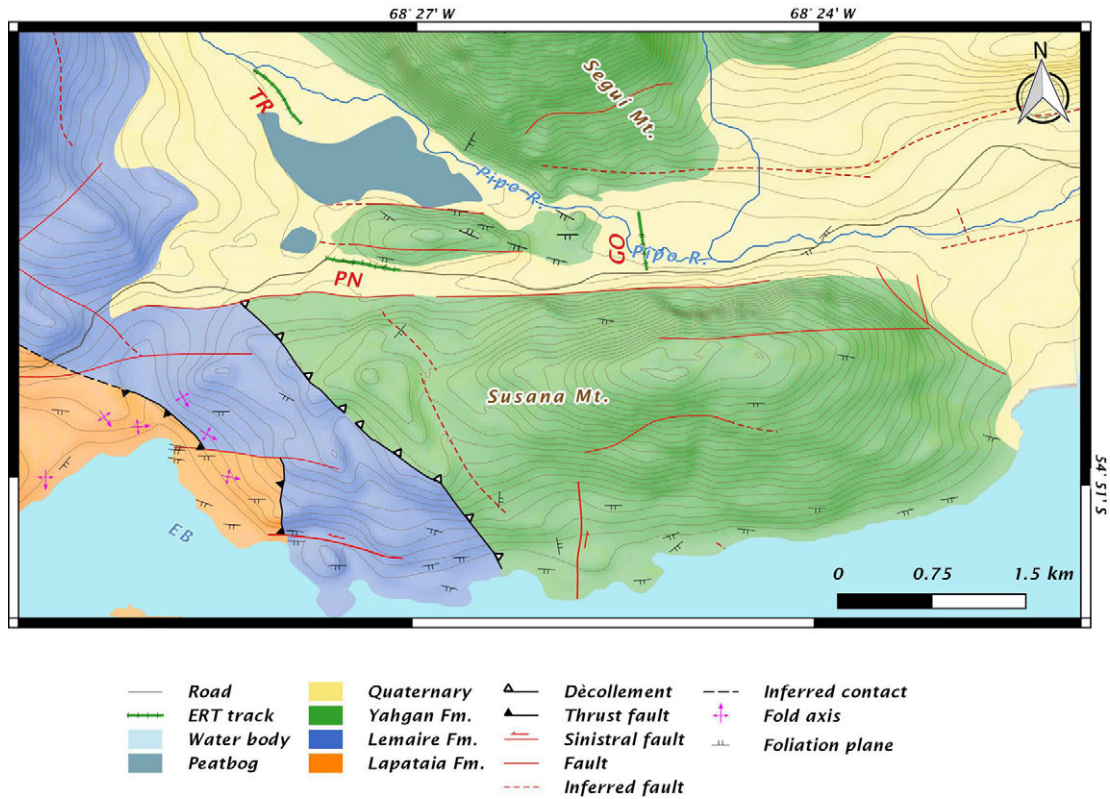 68° 27' W
68° 24' W
N
TR
Seguí Mt.
Pipo R.
GO
Pipo R.
PN
Susana Mt.
54° 51' S
EB
0 0.75 1.5 km
Road
ERT track
Water body
Peatbog
Quaternary
Yahgan Fm.
Lemaire Fm.
Lapataia Fm.
Dècollement
Thrust fault
Sinistral fault
Fault
Inferred fault
Inferred contact
Fold axis
Foliation plane